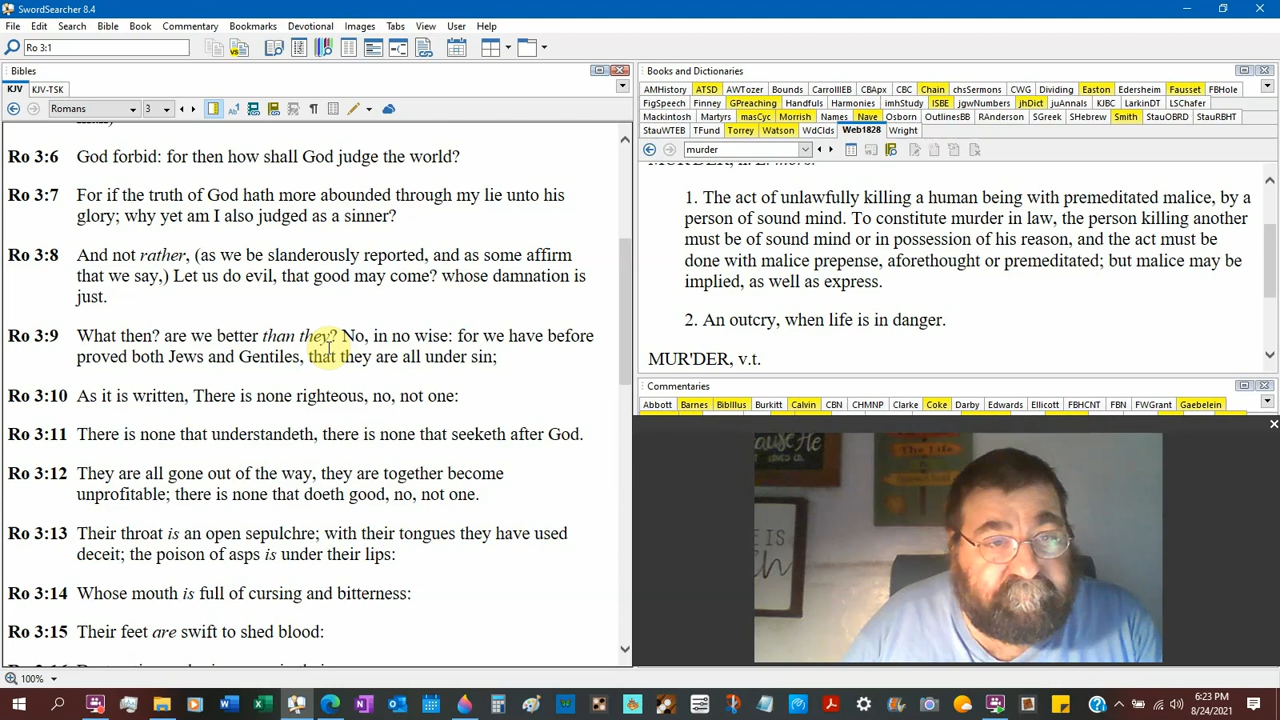 SwordSearcher 8.4
File Edit Search Bible Book Commentary Bookmarks Devotional Images Tabs View User Help
Ro 3:1
Bibles
KJV KJV-TSK
Romans 3
Ro 3:6 God forbid: for then how shall God judge the world?
Ro 3:7 For if the truth of God hath more abounded through my lie unto his
glory; why yet am I also judged as a sinner?
Ro 3:8 And not rather, (as we be slanderously reported, and as some affirm
that we say,) Let us do evil, that good may come? whose damnation is
just.
Ro 3:9 What then? are we better than they? No, in no wise: for we have before
proved both Jews and Gentiles, that they are all under sin;
Ro 3:10 As it is written, There is none righteous, no, not one:
Ro 3:11 There is none that understandeth, there is none that seeketh after God.
Ro 3:12 They are all gone out of the way, they are together become
unprofitable; there is none that doeth good, no, not one.
Ro 3:13 Their throat is an open sepulchre; with their tongues they have used
deceit; the poison of asps is under their lips:
Ro 3:14 Whose mouth is full of cursing and bitterness:
Ro 3:15 Their feet are swift to shed blood:
100%
Books and Dictionaries
AMHistory ATSD AWTozer Bounds CarrollEB CBApx CBC Chain chsSermons CWG Dividing Easton Edersheim Fausset FBHole
FigSpeech Finney GPreaching Handfuls Harmonies imhStudy ISBE jgwNumbers jhDict juAnnals KJBC LarkinDT LSChafer
Mackintosh Martyrs masCyc Morrish Names Nave Osborn OutlinesBB RAnderson SGreek SHebrew Smith StauOBRD StauRBHT
StauWTEB TFund Torrey Watson WdClds Web1828 Wright
murder
1. The act of unlawfully killing a human being with premeditated malice, by a
person of sound mind. To constitute murder in law, the person killing another
must be of sound mind or in possession of his reason, and the act must be
done with malice prepense, aforethought or premeditated; but malice may be
implied, as well as express.
2. An outcry, when life is in danger.
MUR'DER, v.t.
Commentaries
Abbott Barnes BibIllus Burkitt Calvin CBN CHMNP Clarke Coke Darby Edwards Ellicott FBHCNT FBN FWGrant Gaebelein
6:23 PM
8/24/2021